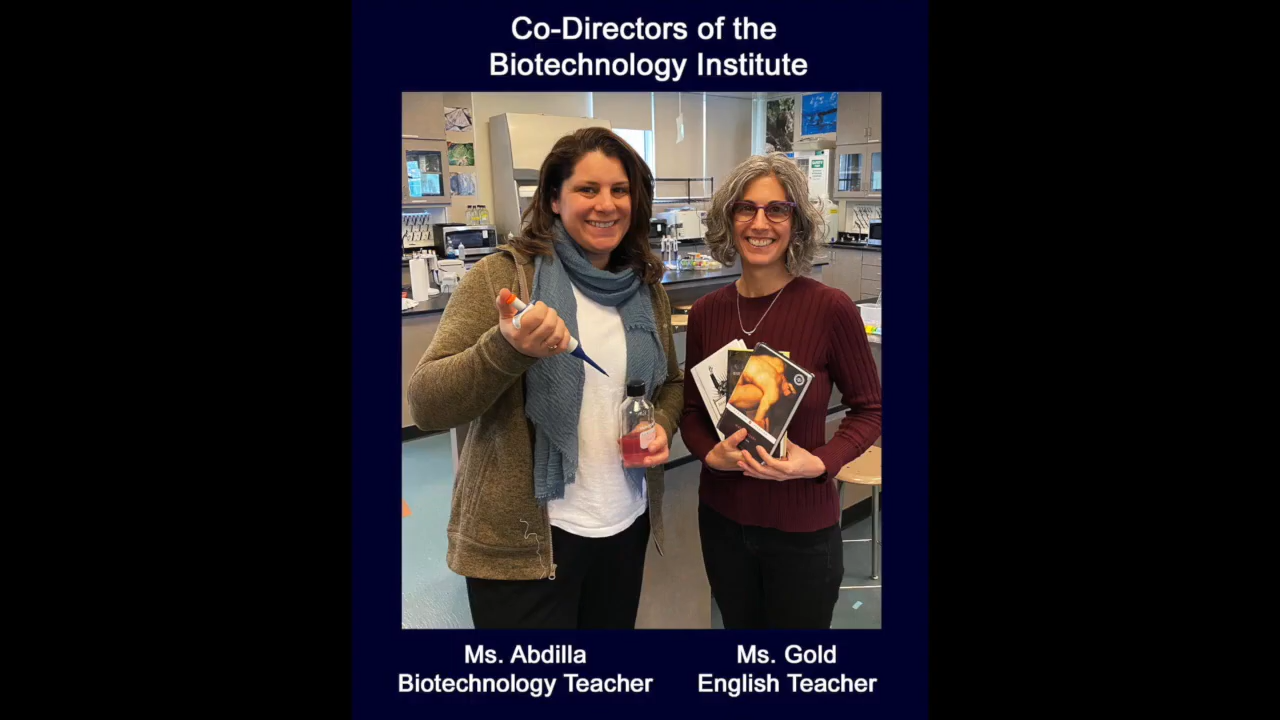 Co-Directors of the
Biotechnology Institute
Ms. Abdilla
Biotechnology Teacher
Ms. Gold
English Teacher